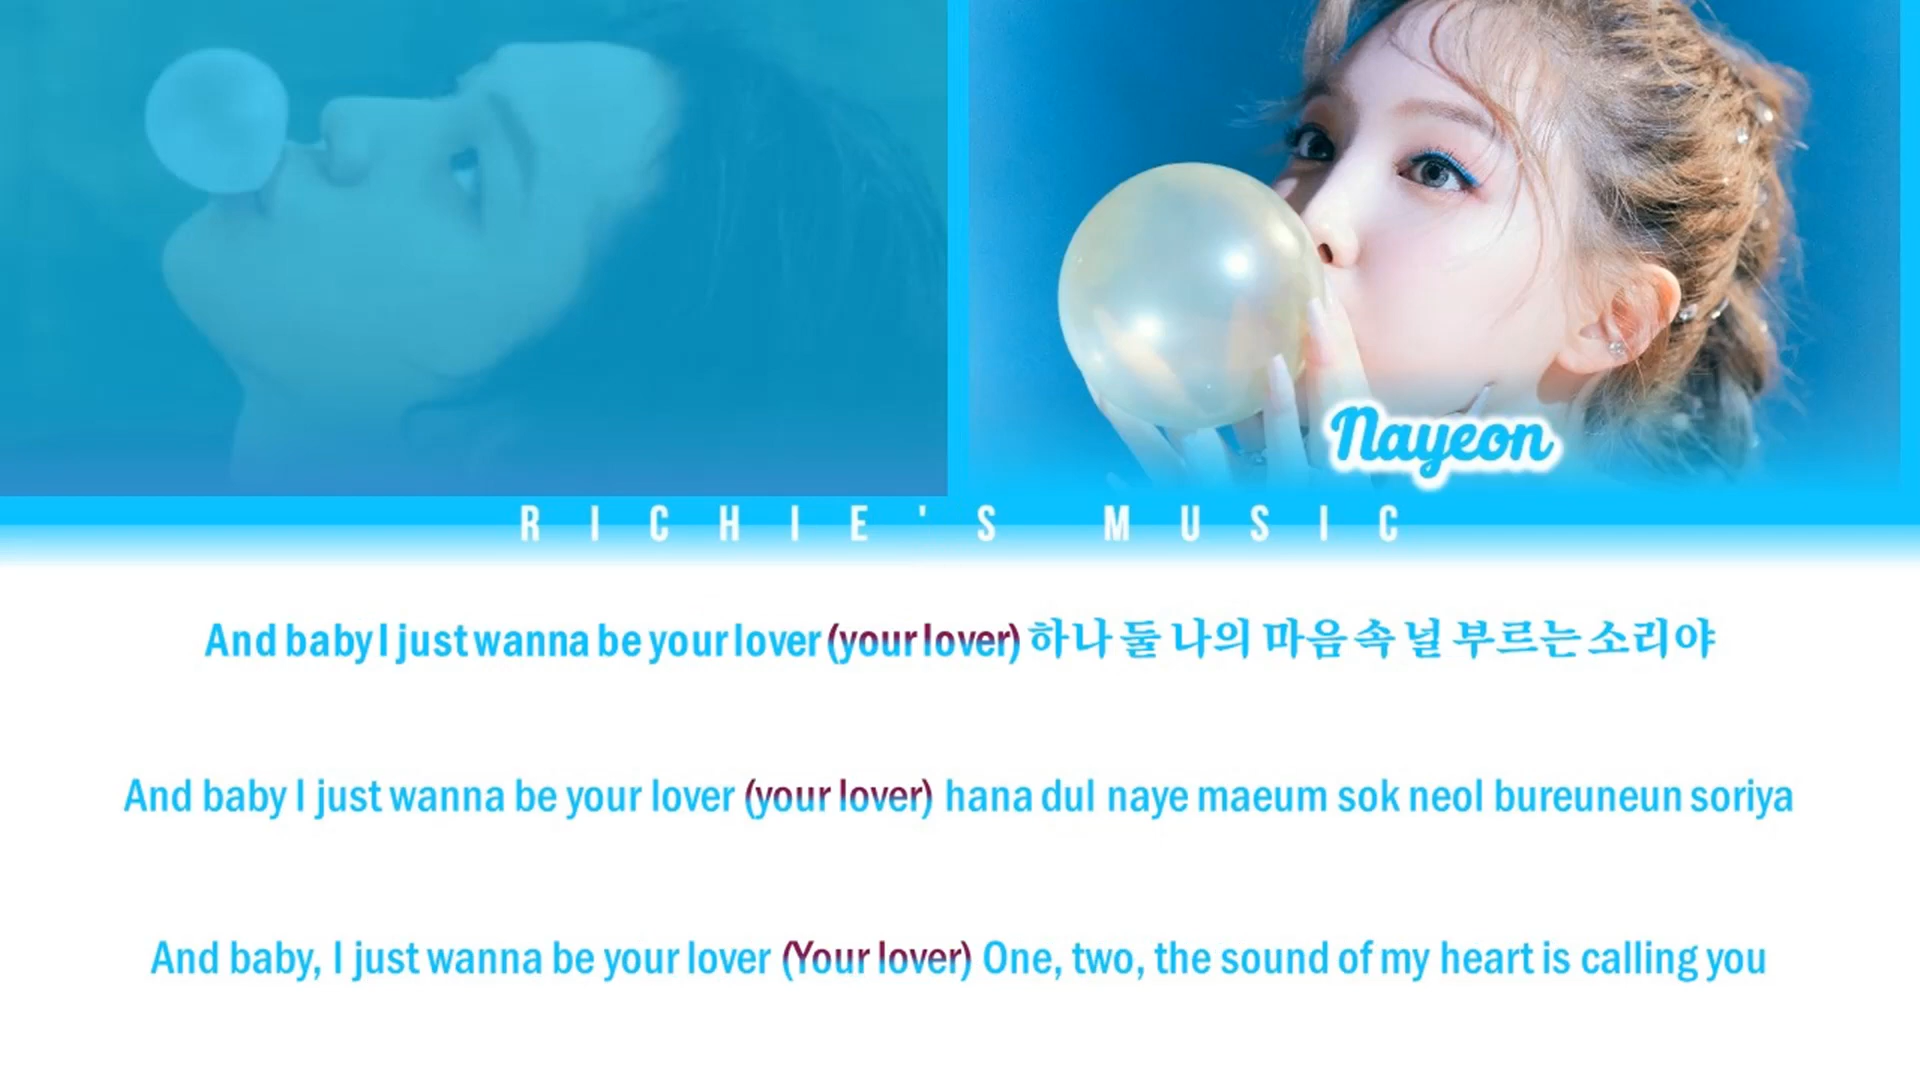 Nayeon
RICHIE'S MUSIC
And baby I just wanna be your lover (your lover) 하나 둘 나의 마음 속 널 부르는 소리야
And baby I just wanna be your lover (your lover) hana dul naye maeum sok neol bureuneun soriya
And baby, I just wanna be your lover (Your lover) One, two, the sound of my heart is calling you